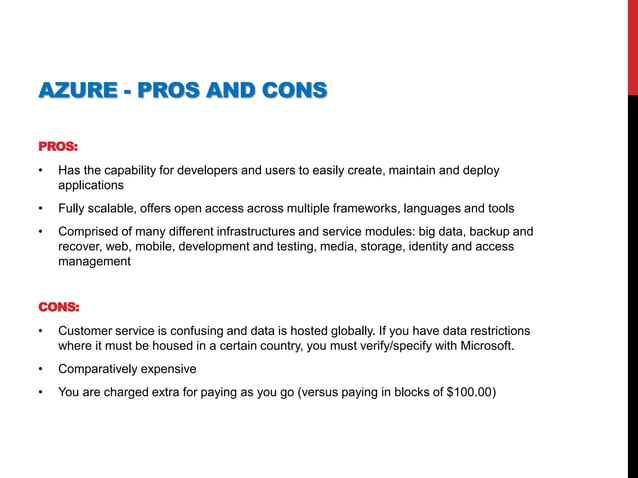 AZURE - PROS AND CONS
PROS:
• Has the capability for developers and users to easily create, maintain and deploy
applications
• Fully scalable, offers open access across multiple frameworks, languages and tools
• Comprised of many different infrastructures and service modules: big data, backup and
recover, web, mobile, development and testing, media, storage, identity and access
management
CONS:
• Customer service is confusing and data is hosted globally. If you have data restrictions
where it must be housed in a certain country, you must verify/specify with Microsoft.
• Comparatively expensive
• You are charged extra for paying as you go (versus paying in blocks of $100.00)